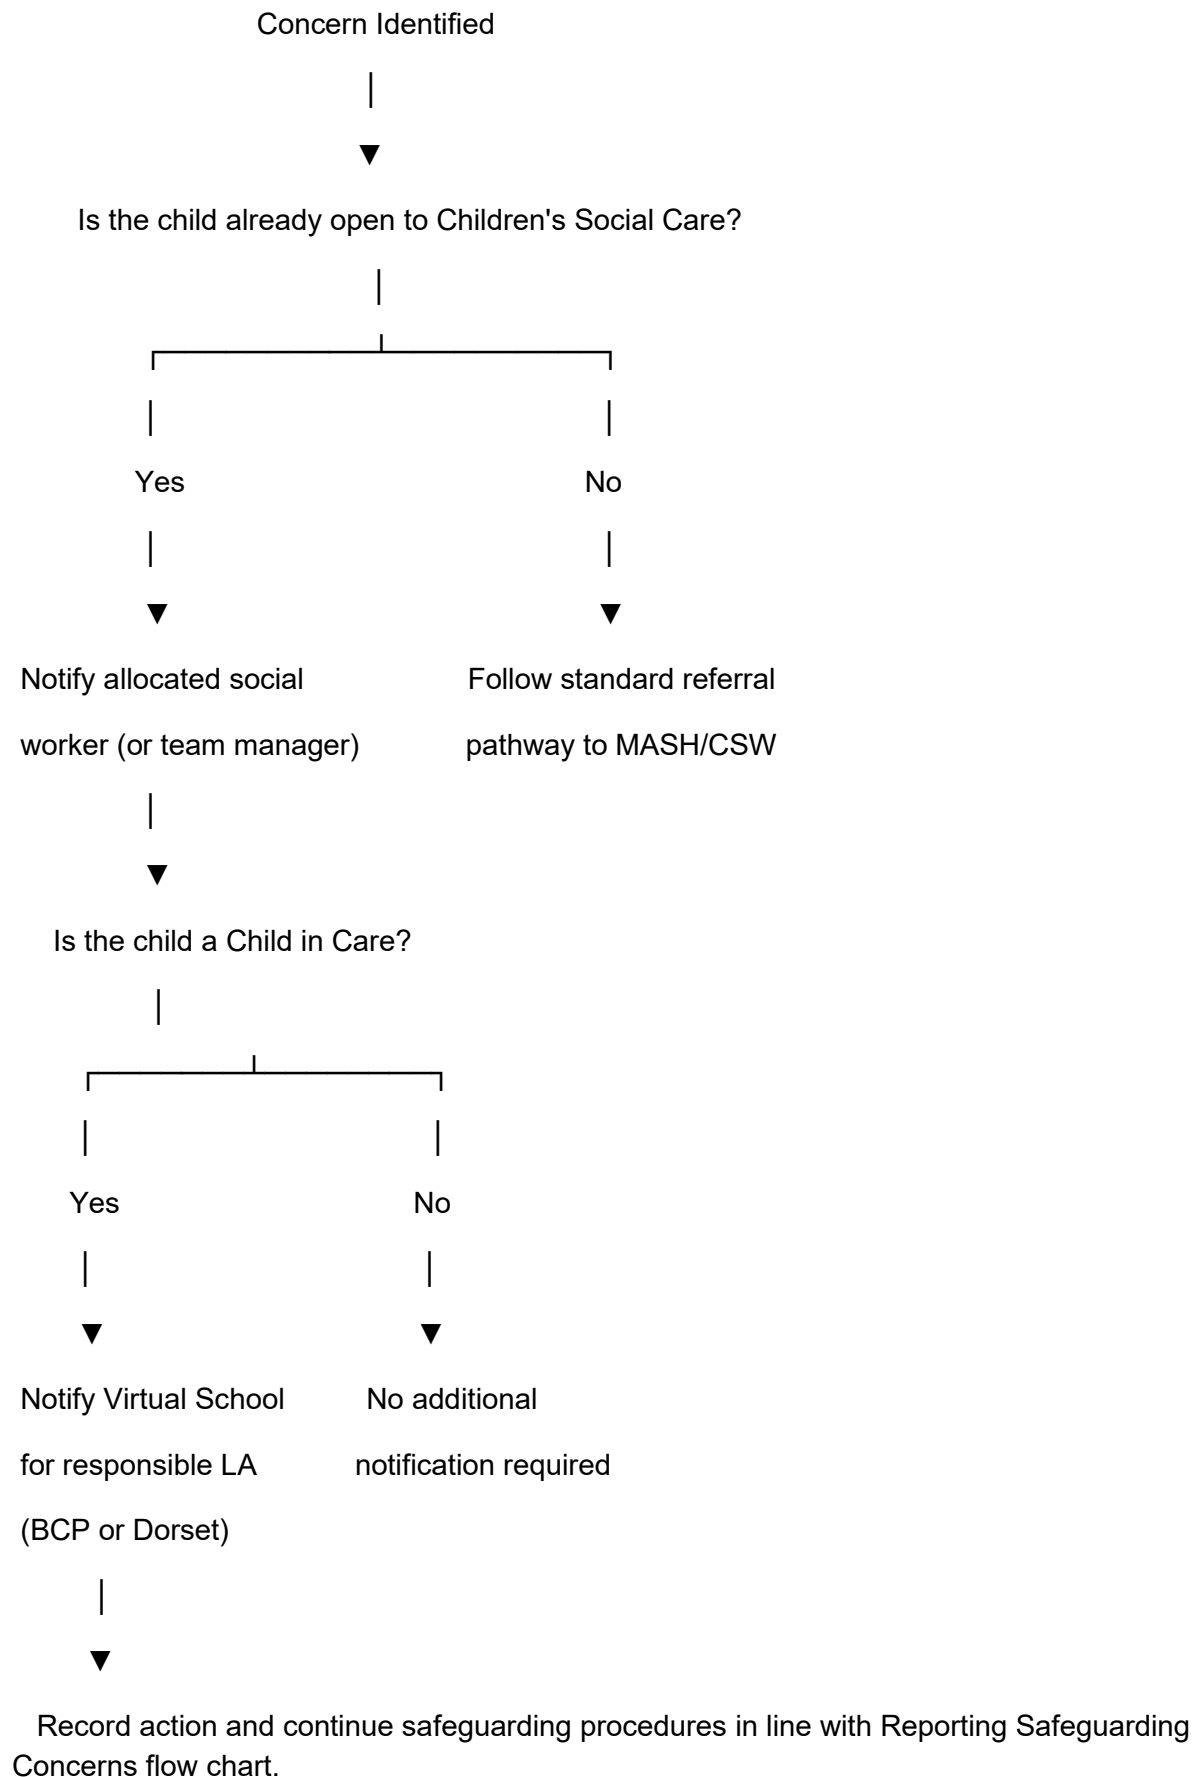 Concern Identified
Is the child already open to Children's Social Care?
Yes No
Notify allocated social Follow standard referral
worker (or team manager) pathway to MASH/CSW
Is the child a Child in Care?
Yes No
Notify Virtual School No additional
for responsible LA notification required
(BCP or Dorset)
Record action and continue safeguarding procedures in line with Reporting Safeguarding
Concerns flow chart.